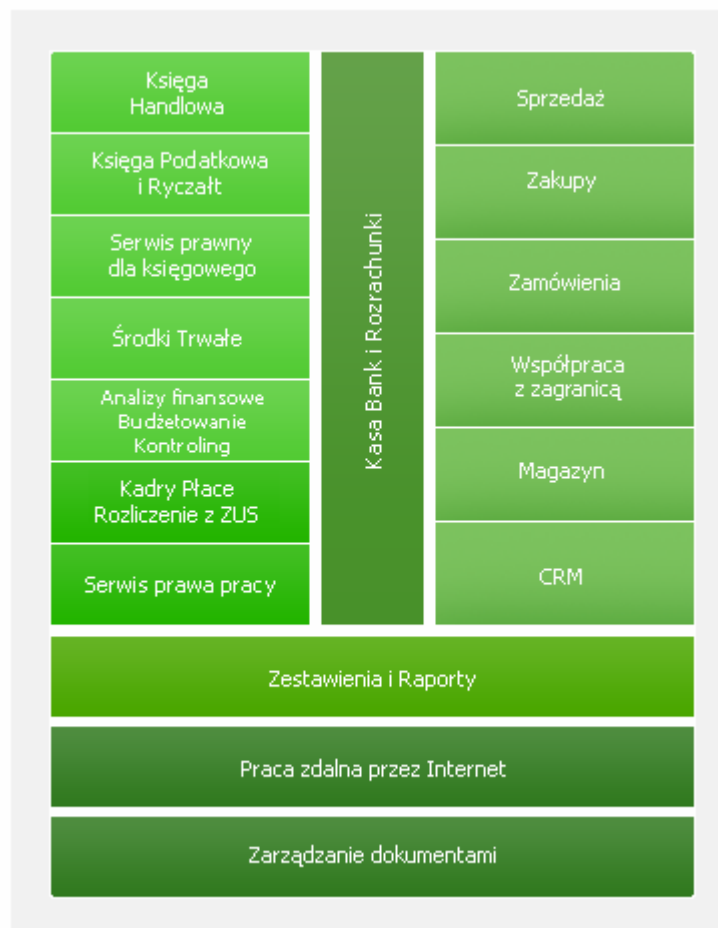 Księga
Handlowa
Księga Podatkowa
i Ryczałt
Serwis prawny
dla księgowego
Środki Trwałe
Analizy finansowe
Budżetowanie
Kontroling
Kadry Płace
Rozliczenie z ZUS
Serwis prawa pracy
Kasa Bank i Rozrachunki
Sprzedaż
Zakupy
Zamówienia
Współpraca
z zagranicą
Magazyn
CRM
Zestawienia i Raporty
Praca zdalna przez Internet
Zarządzanie dokumentami